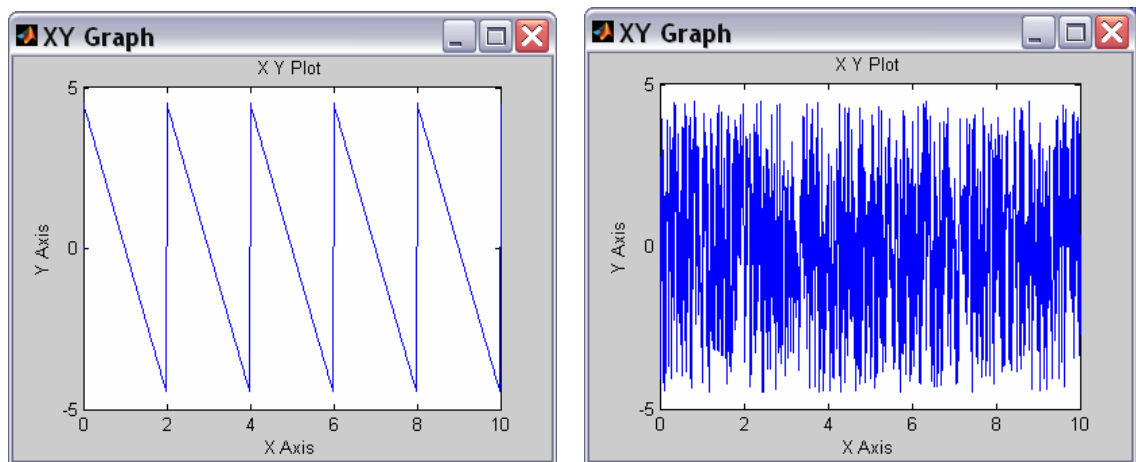 XY Graph
X Y Plot
5
0
-5
Y Axis
0 2 4 6 8 10
X Axis
XY Graph
X Y Plot
5
0
-5
Y Axis
0 2 4 6 8 10
X Axis